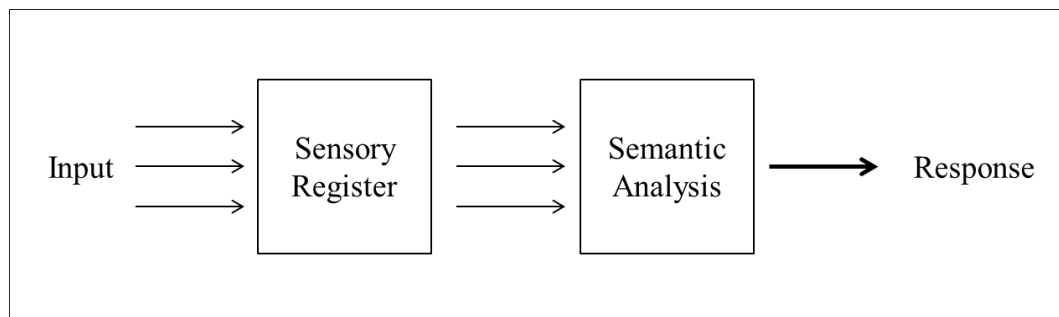 Input
Sensory
Register
Semantic
Analysis
Response